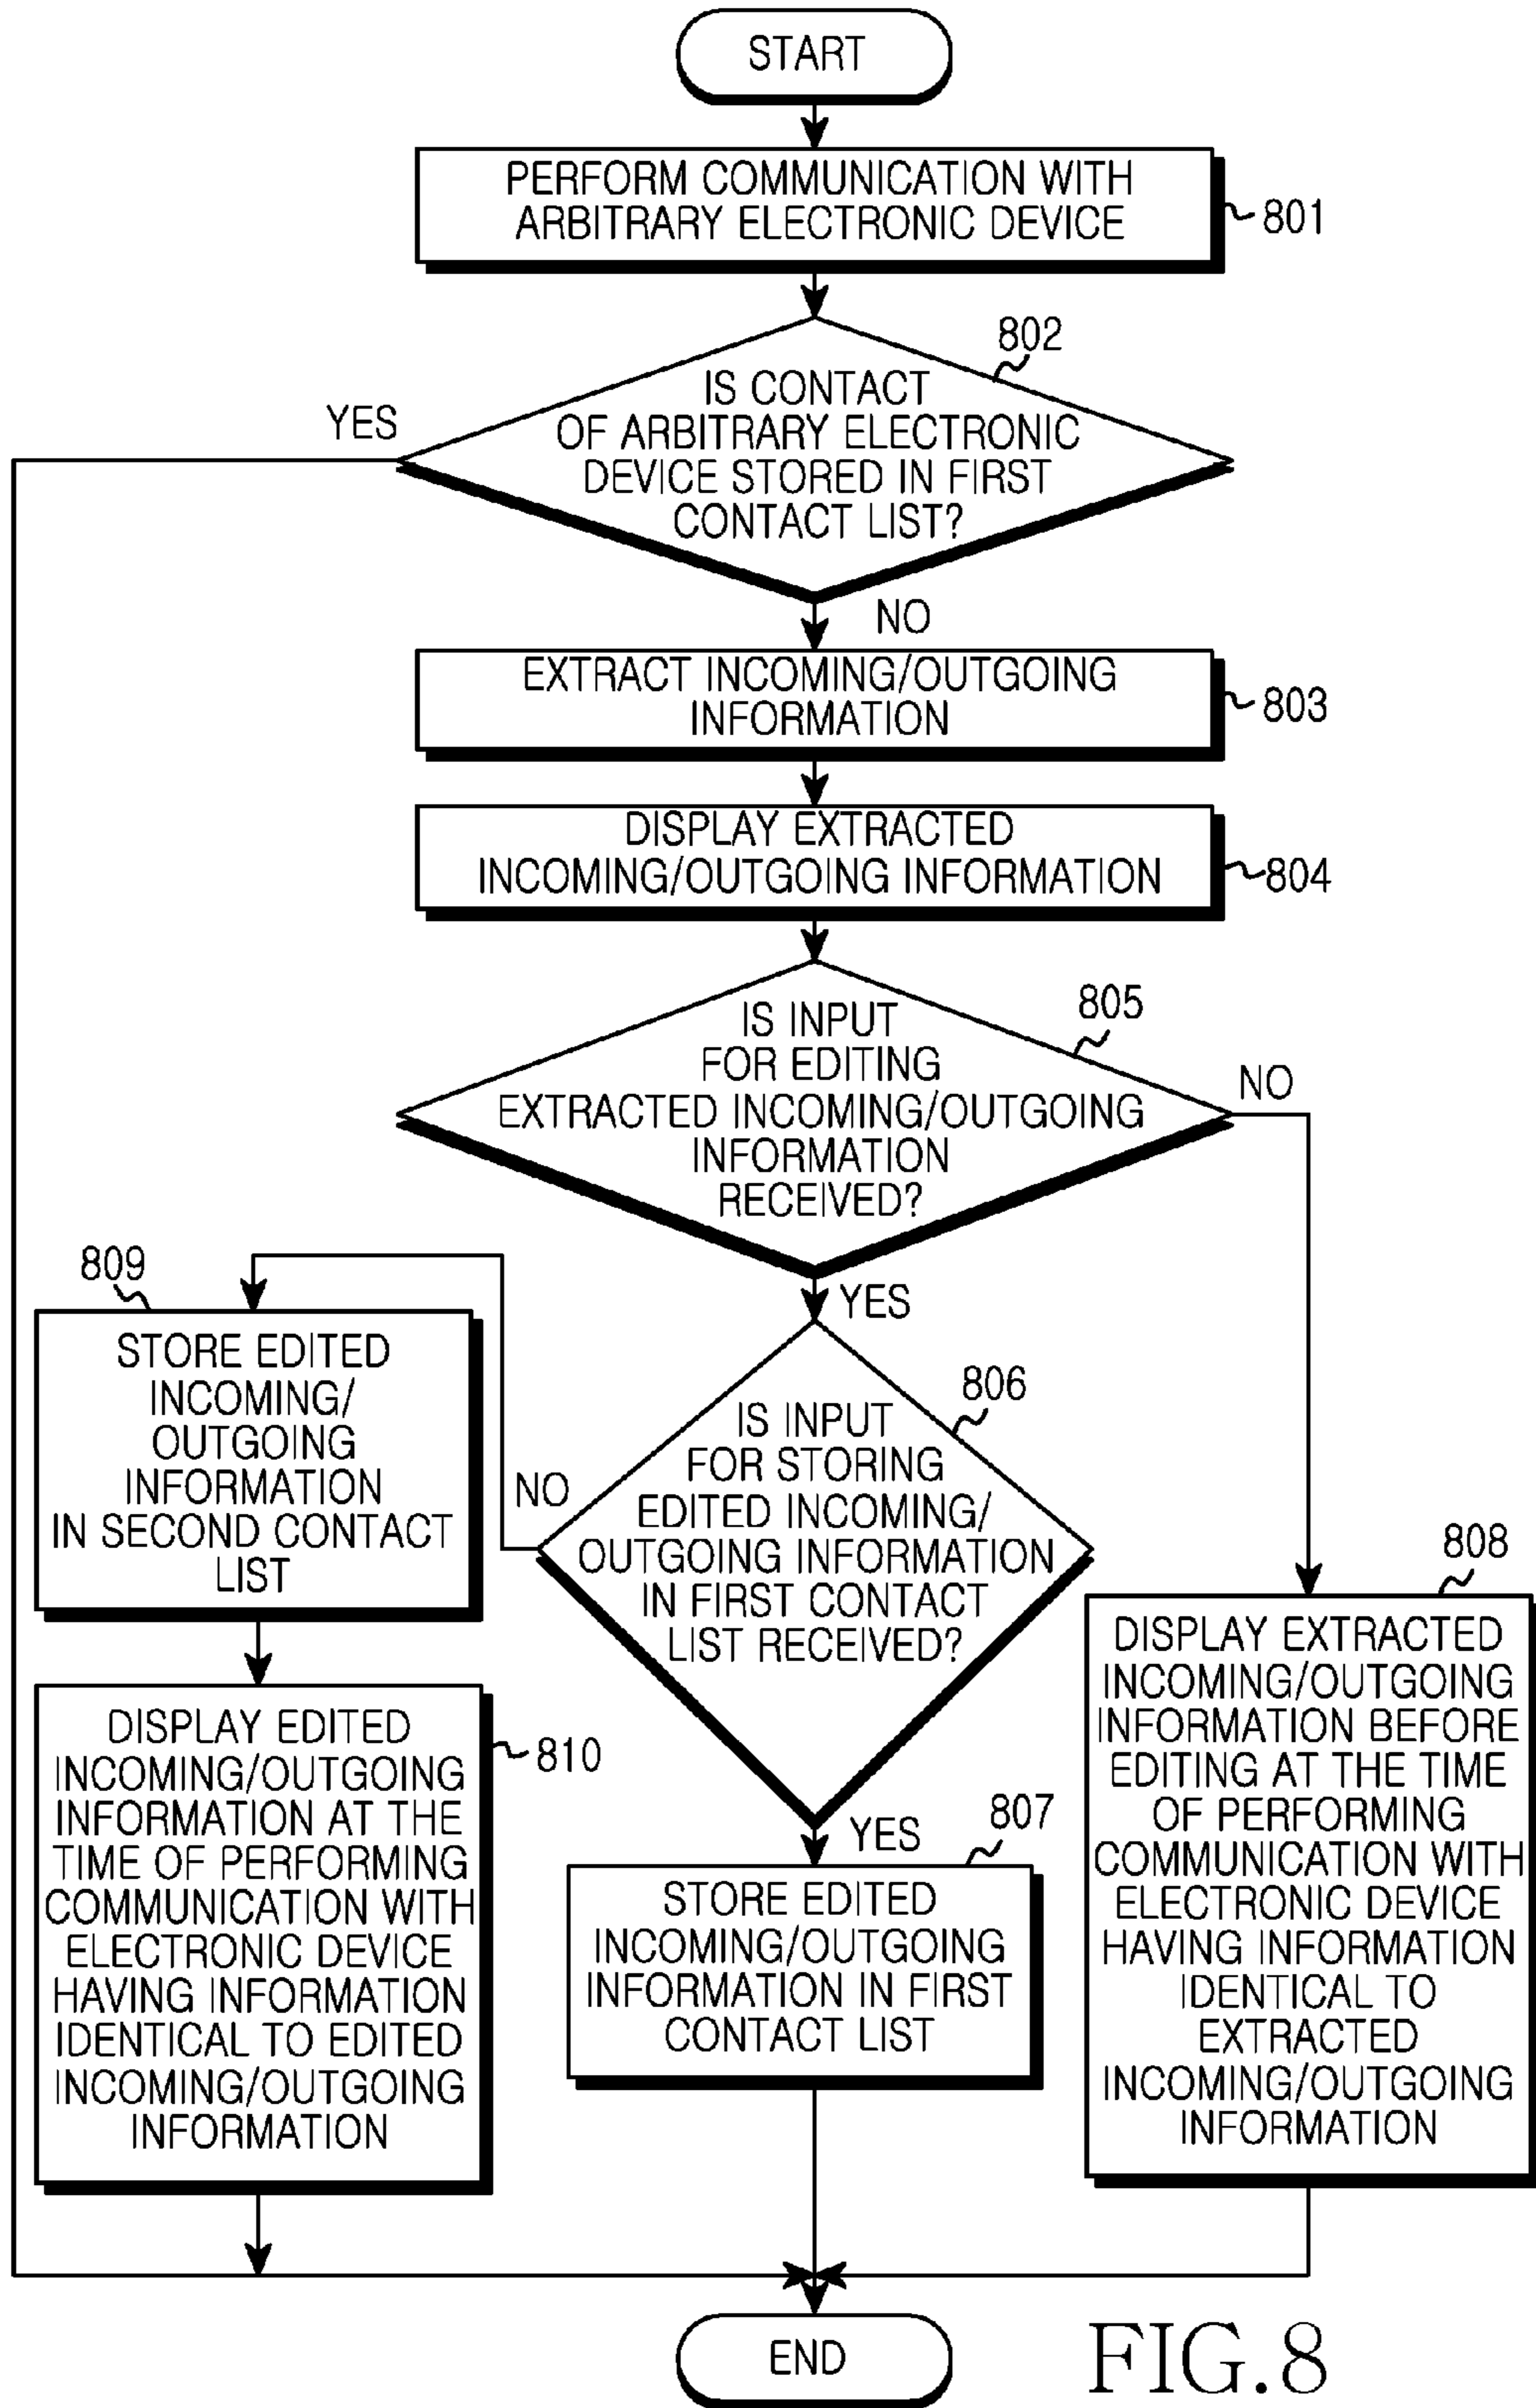 START
PERFORM COMMUNICATION WITH
ARBITRARY ELECTRONIC DEVICE
801
802
IS CONTACT
OF ARBITRARY ELECTRONIC
DEVICE STORED IN FIRST
CONTACT LIST?
YES
NO
EXTRACT INCOMING/OUTGOING
INFORMATION
803
DISPLAY EXTRACTED
INCOMING/OUTGOING INFORMATION
804
805
IS INPUT
FOR EDITING
EXTRACTED INCOMING/OUTGOING
INFORMATION
RECEIVED?
NO
YES
809
STORE EDITED
INCOMING/
OUTGOING
INFORMATION
IN SECOND CONTACT
LIST
806
IS INPUT
FOR STORING
EDITED INCOMING/
OUTGOING INFORMATION
IN FIRST CONTACT
LIST RECEIVED?
NO
YES
808
DISPLAY EXTRACTED
INCOMING/OUTGOING
INFORMATION BEFORE
EDITING AT THE TIME
OF PERFORMING
COMMUNICATION WITH
ELECTRONIC DEVICE
HAVING INFORMATION
IDENTICAL TO
EXTRACTED
INCOMING/OUTGOING
INFORMATION
DISPLAY EDITED
INCOMING/OUTGOING
INFORMATION AT THE
TIME OF PERFORMING
COMMUNICATION WITH
ELECTRONIC DEVICE
HAVING INFORMATION
IDENTICAL TO EDITED
INCOMING/OUTGOING
INFORMATION
810
807
STORE EDITED
INCOMING/OUTGOING
INFORMATION IN FIRST
CONTACT LIST
END
FIG.8